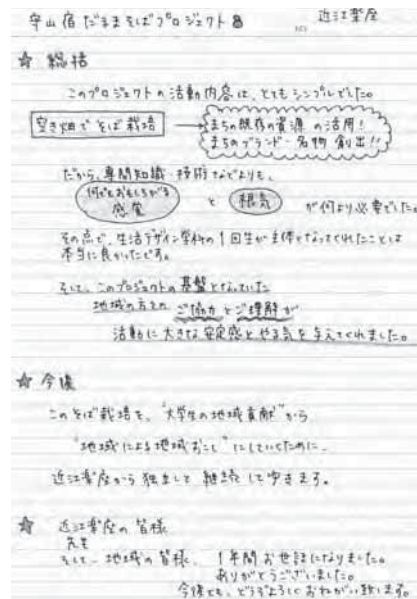 守山宿だるまそばプロジェクト 近江楽座
☆ 総括
このプロジェクトの活動内容は、とてもシンプルでした。
空き畑でそば栽培 → まちの既存の資源の活用!
まちのブランド・名物創出!!
だから、専門知識・技術などよりも、
何でもおもしろがる
感覚 と 根気 が何より必要でした。
その点で、生活デザイン学科の1回生が主体となってくれたことは
本当に良かったです。
そして、このプロジェクトの基盤となっていた
地域の方々の ご協力とご理解が
活動に大きな安定感とやる気を与えてくれました。
☆ 今後
このそば栽培を、"大学生の地域貢献"から
"地域による地域おこし"にしていくために、
近江楽座から独立して継続して中きます。
☆ 近江楽座の皆様
先生
そして、地域の皆様、1年間お世話になりました。
ありがとうございました。
今後とも、どうぞよろしくおねがい致します。